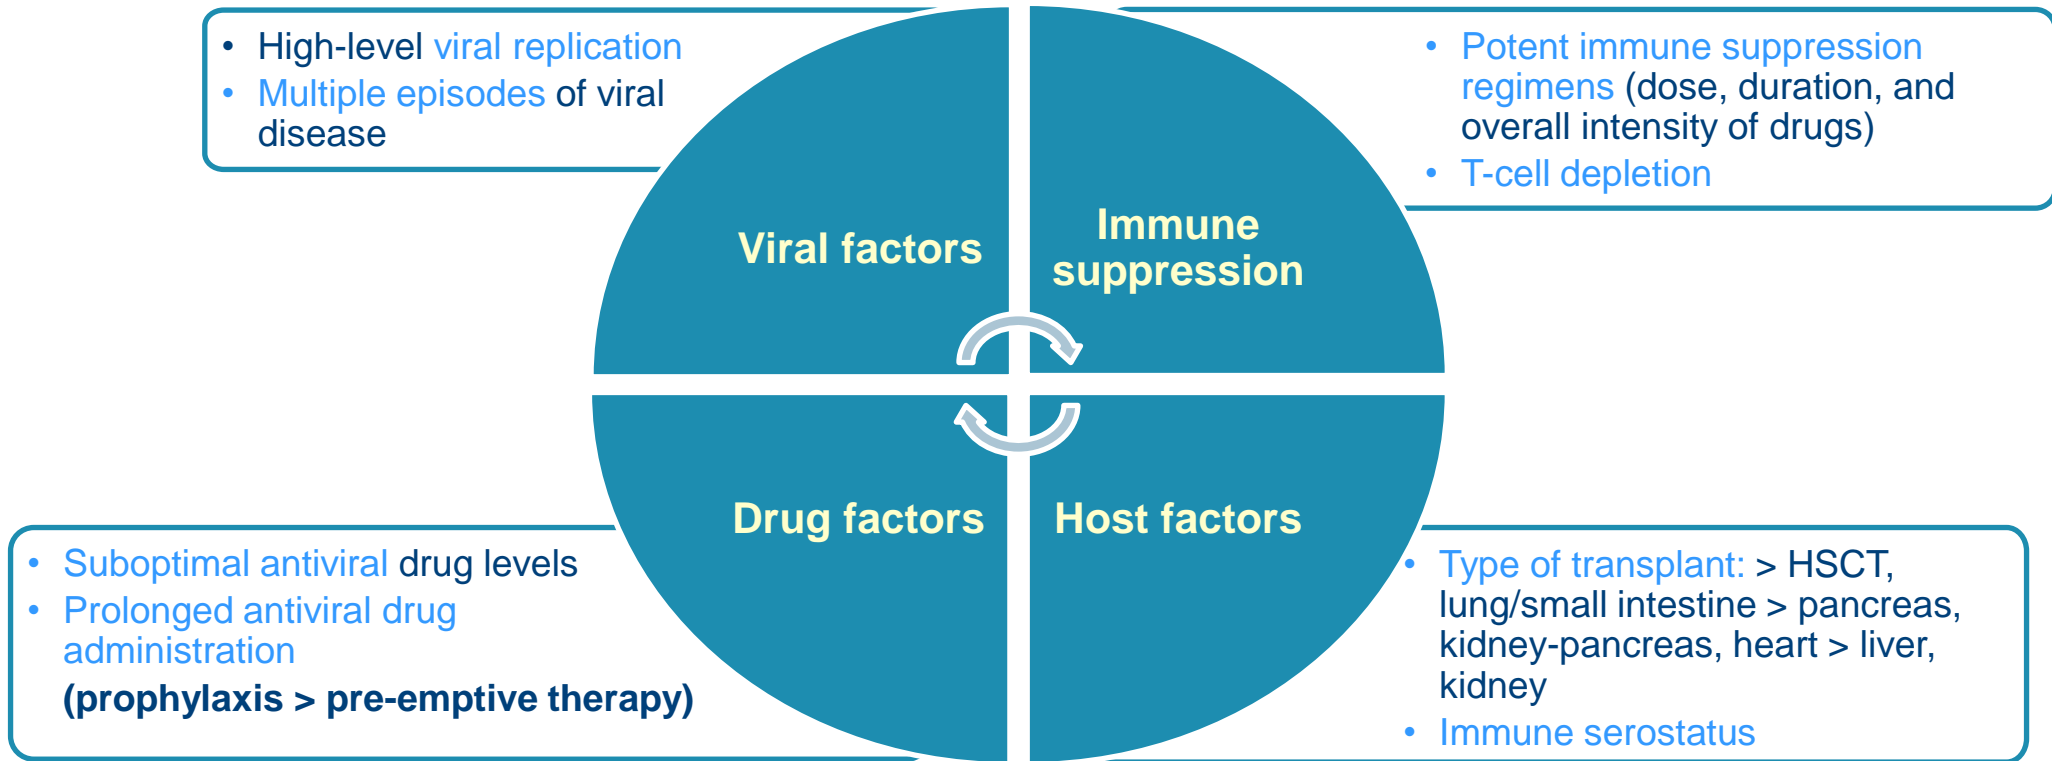 • High-level viral replication
• Multiple episodes of viral
disease
• Potent immune suppression
regimens (dose, duration, and
overall intensity of drugs)
• T-cell depletion
Viral factors
Immune
suppression
Drug factors
Host factors
• Suboptimal antiviral drug levels
• Prolonged antiviral drug
administration
(prophylaxis > pre-emptive therapy)
• Type of transplant: > HSCT,
lung/small intestine > pancreas,
kidney-pancreas, heart > liver,
kidney
• Immune serostatus